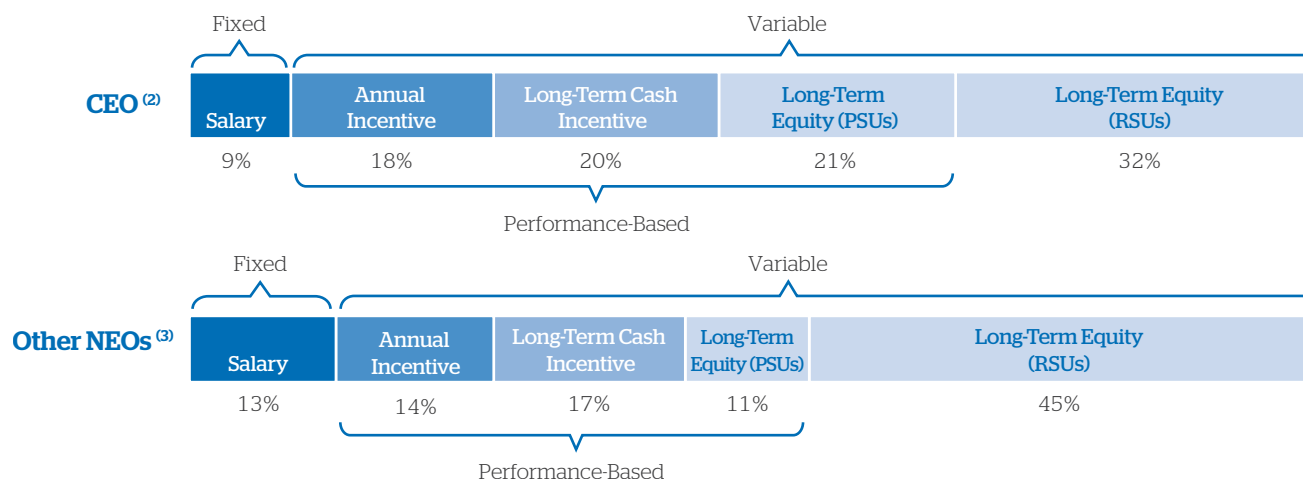 Fixed Variable
CEO (2)
Salary
Annual
Incentive
Long-Term Cash
Incentive
Long-Term
Equity (PSUs)
Long-Term Equity
(RSUs)
9% 18% 20% 21% 32%
Performance-Based
Fixed Variable
Other NEOs (3)
Salary
Annual
Incentive
Long-Term Cash
Incentive
Long-Term
Equity (PSUs)
Long-Term Equity
(RSUs)
13% 14% 17% 11% 45%
Performance-Based